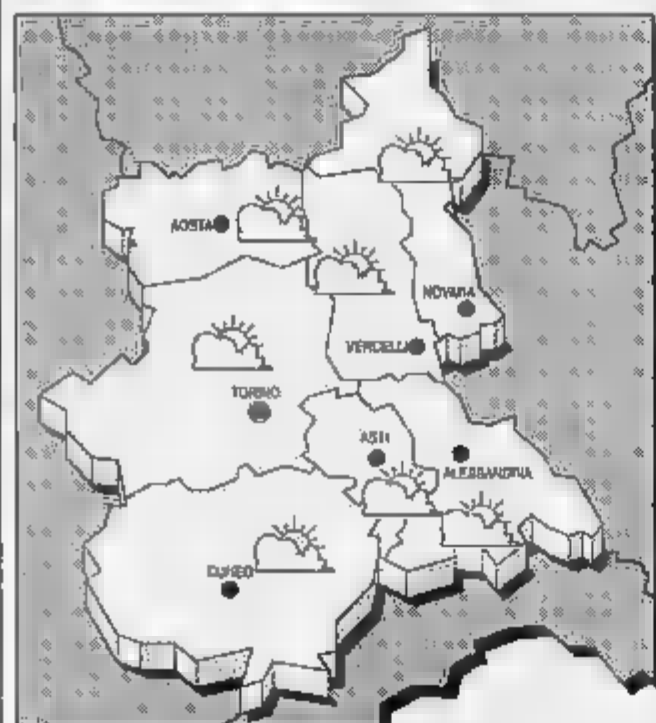 AOSTA
NOVARA
VERCELLI
TORINO
ASTI
ALESSANDRIA
CUNEO